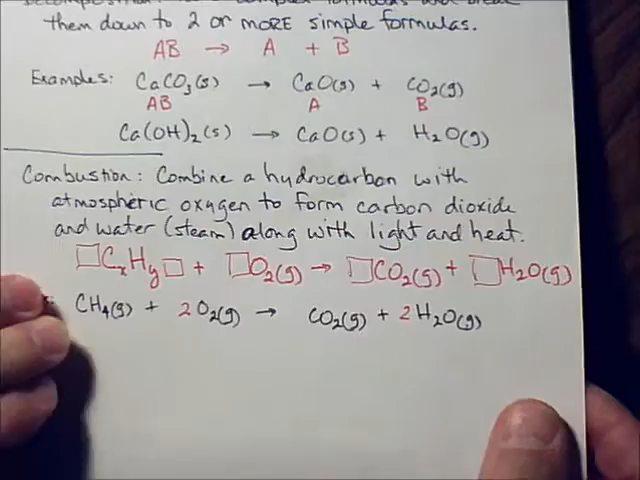 them down to 2 or MORE simple formulas.
AB → A + B
Examples: CaCO₃(s) → CaO(s) + CO₂(g)
AB A B
Ca(OH)₂(s) → CaO(s) + H₂O(g)
Combustion: Combine a hydrocarbon with
atmospheric oxygen to form carbon dioxide
and water (steam) along with light and heat.
□CₓHᵧ□ + □O₂(g) → □CO₂(g) + □H₂O(g)
: CH₄(g) + 2O₂(g) → CO₂(g) + 2H₂O(g)